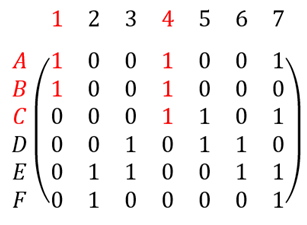 1 2 3 4 5 6 7
A 1 0 0 1 0 0 1
B 1 0 0 1 0 0 0
C 0 0 0 1 1 0 1
D 0 0 1 0 1 1 0
E 0 1 1 0 0 1 1
F 0 1 0 0 0 0 1